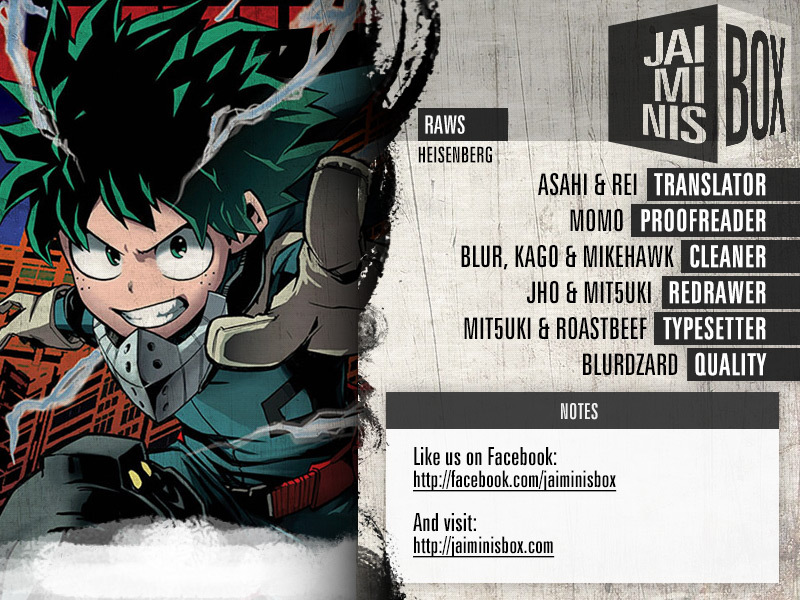 JAI
MI
NIS
BOX
RAWS
HEISENBERG
ASAHI & REI TRANSLATOR
MOMO PROOFREADER
BLUR, KAGO & MIKEHAWK CLEANER
JHO & MIT5UKI REDRAWER
MIT5UKI & ROASTBEEF TYPESETTER
BLURDZARD QUALITY
NOTES
Like us on Facebook:
http://facebook.com/jaiminisbox
And visit:
http://jaiminisbox.com